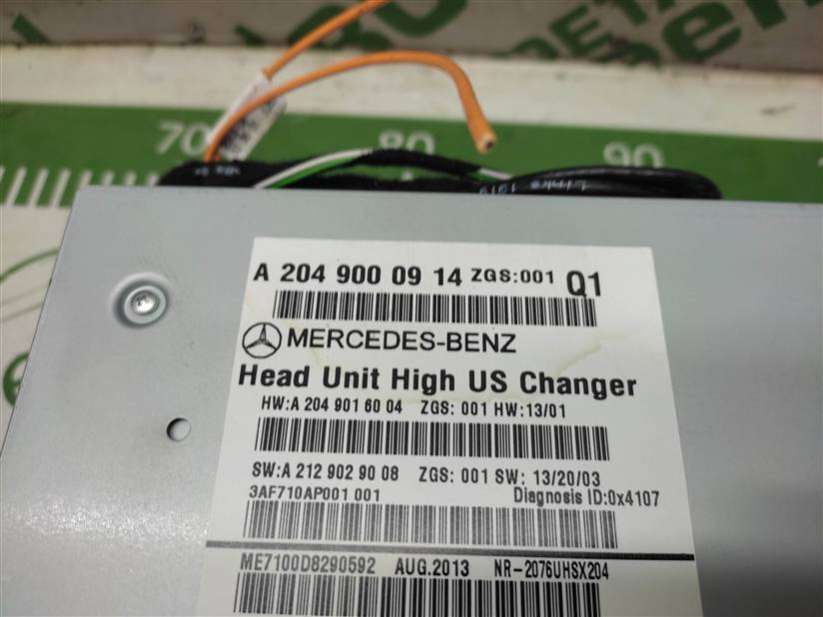 70 80 90
A 204 900 09 14 ZGS:001 Q1
MERCEDES-BENZ
Head Unit High US Changer
HW:A 204 901 60 04 ZGS: 001 HW:13/01
SW:A 212 902 90 08 ZGS: 001 SW: 13/20/03
3AF710AP001 001 Diagnosis ID:0x4107
ME7100D8290592 AUG.2013 NR-2076UHSX204